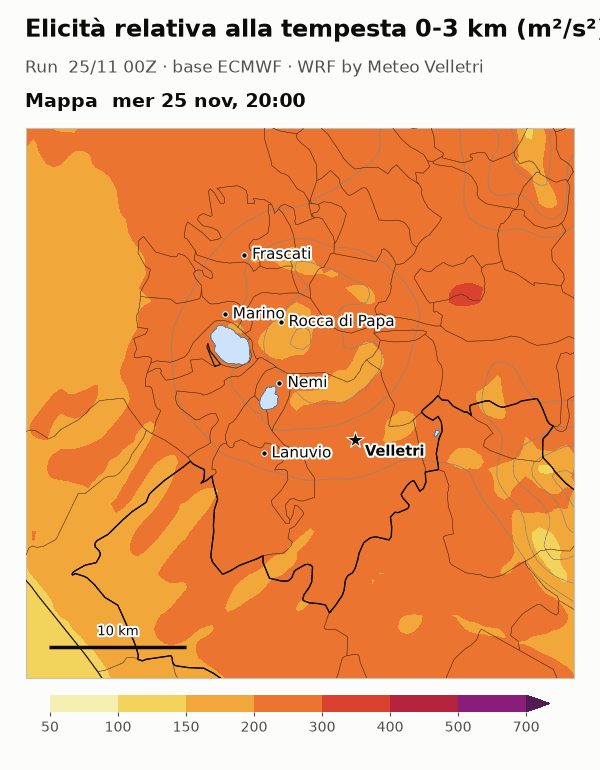 Elicità relativa alla tempesta 0-3 km (m²/s²)
Run  25/11 00Z · base ECMWF · WRF by Meteo Velletri
Mappa  mer 25 nov, 20:00
Frascati
Marino
Rocca di Papa
Nemi
Velletri
Lanuvio
10 km
50 100 150 200 300 400 500 700